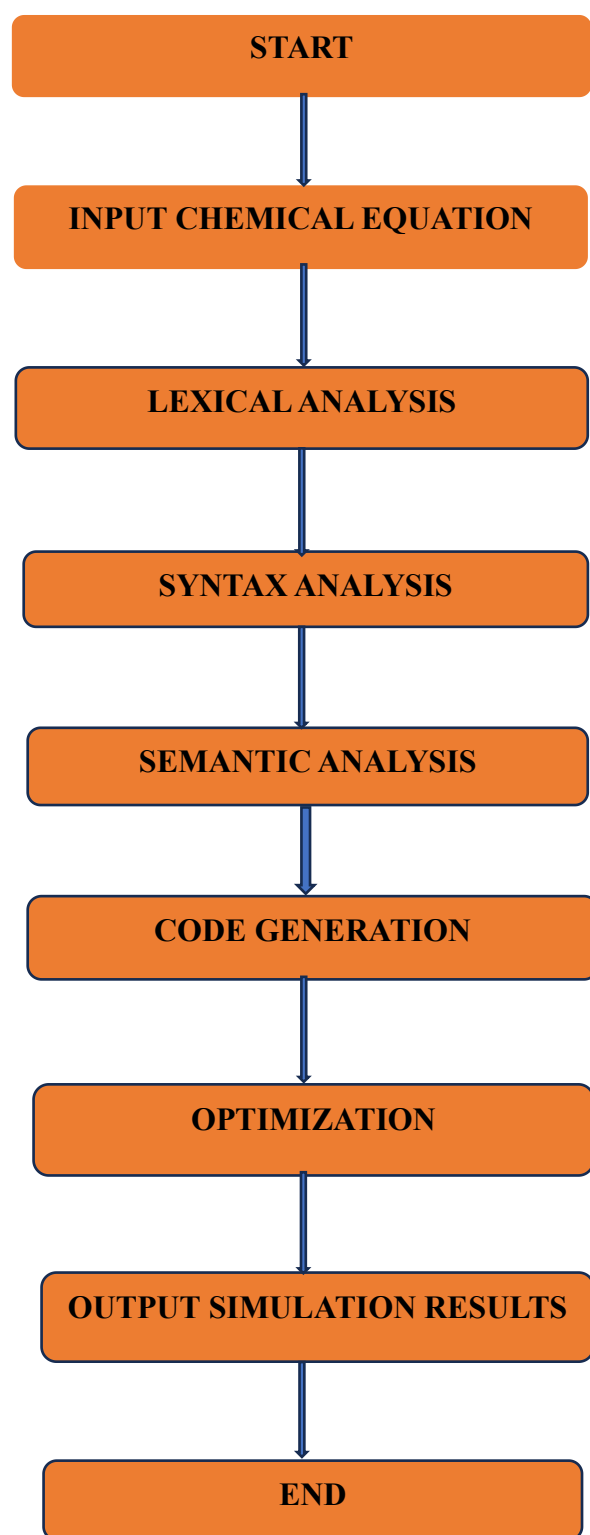 START
INPUT CHEMICAL EQUATION
LEXICAL ANALYSIS
SYNTAX ANALYSIS
SEMANTIC ANALYSIS
CODE GENERATION
OPTIMIZATION
OUTPUT SIMULATION RESULTS
END